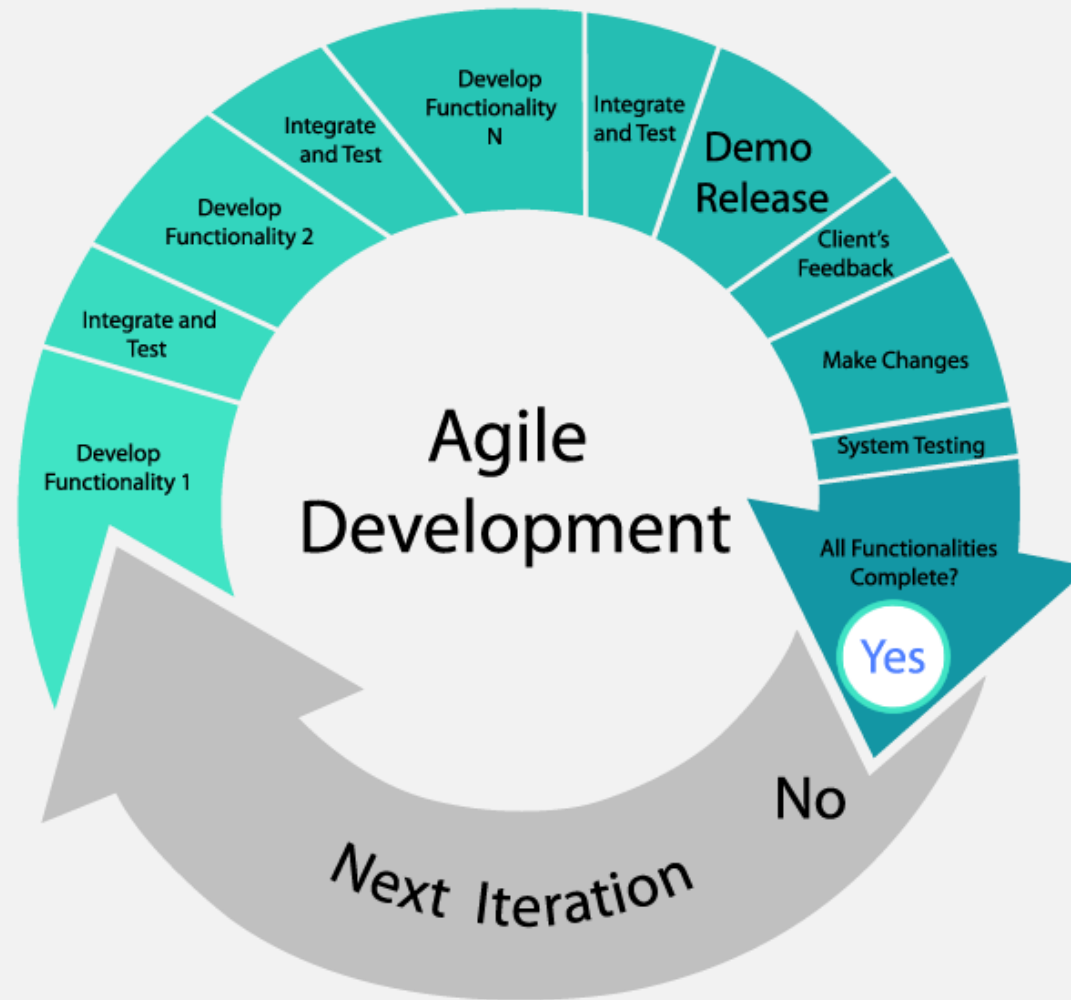 Develop
Functionality 1
Integrate and
Test
Develop
Functionality 2
Integrate
and Test
Develop
Functionality
N
Integrate
and Test
Demo
Release
Client's
Feedback
Make Changes
System Testing
All Functionalities
Complete?
Yes
No
Next Iteration
Agile
Development